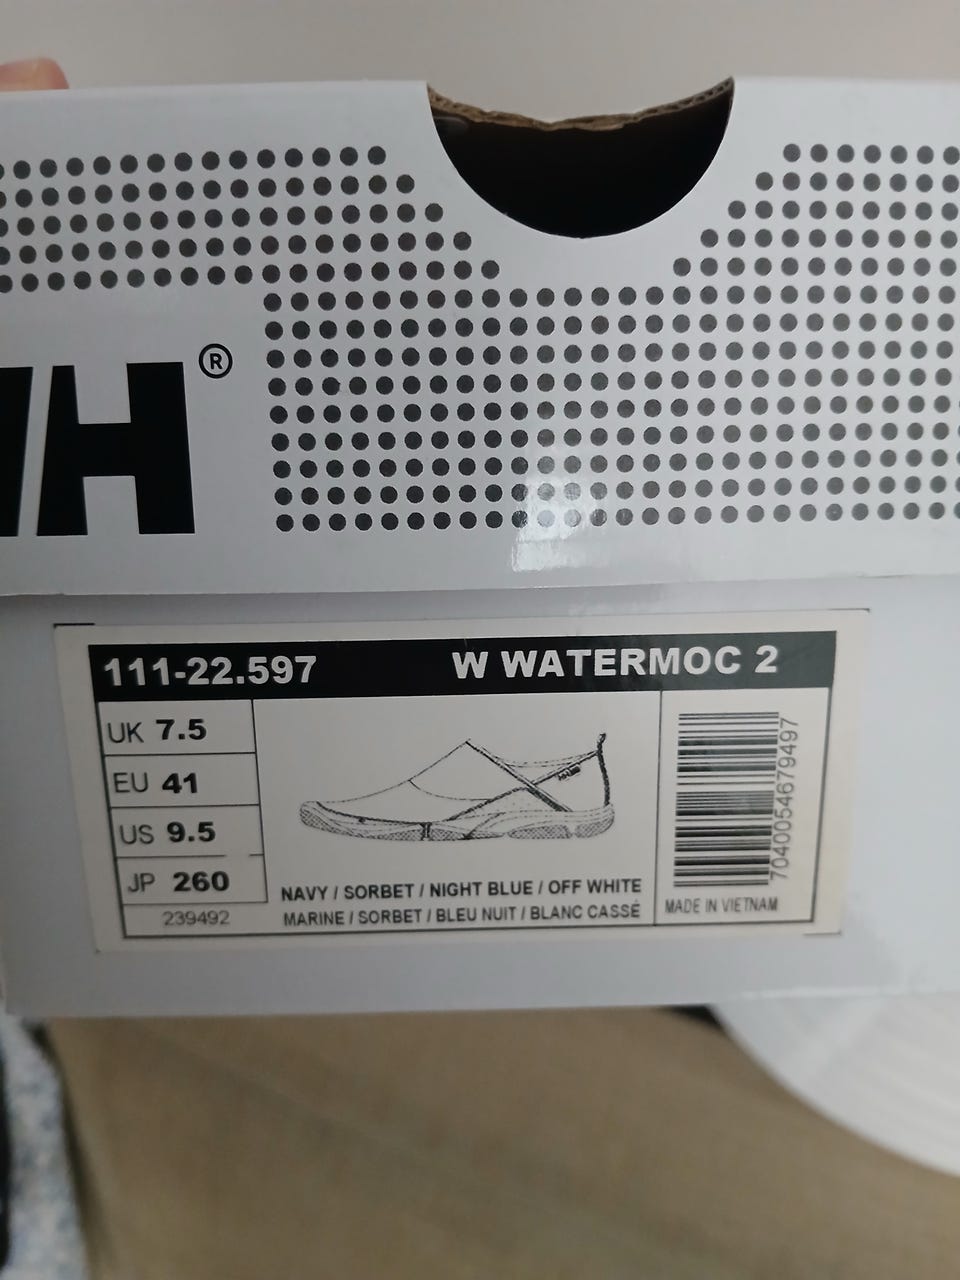 H®
111-22.597 W WATERMOC 2
UK 7.5
EU 41
US 9.5
JP 260
239492
NAVY / SORBET / NIGHT BLUE / OFF WHITE
MARINE / SORBET / BLEU NUIT / BLANC CASSÉ
7040054679497
MADE IN VIETNAM